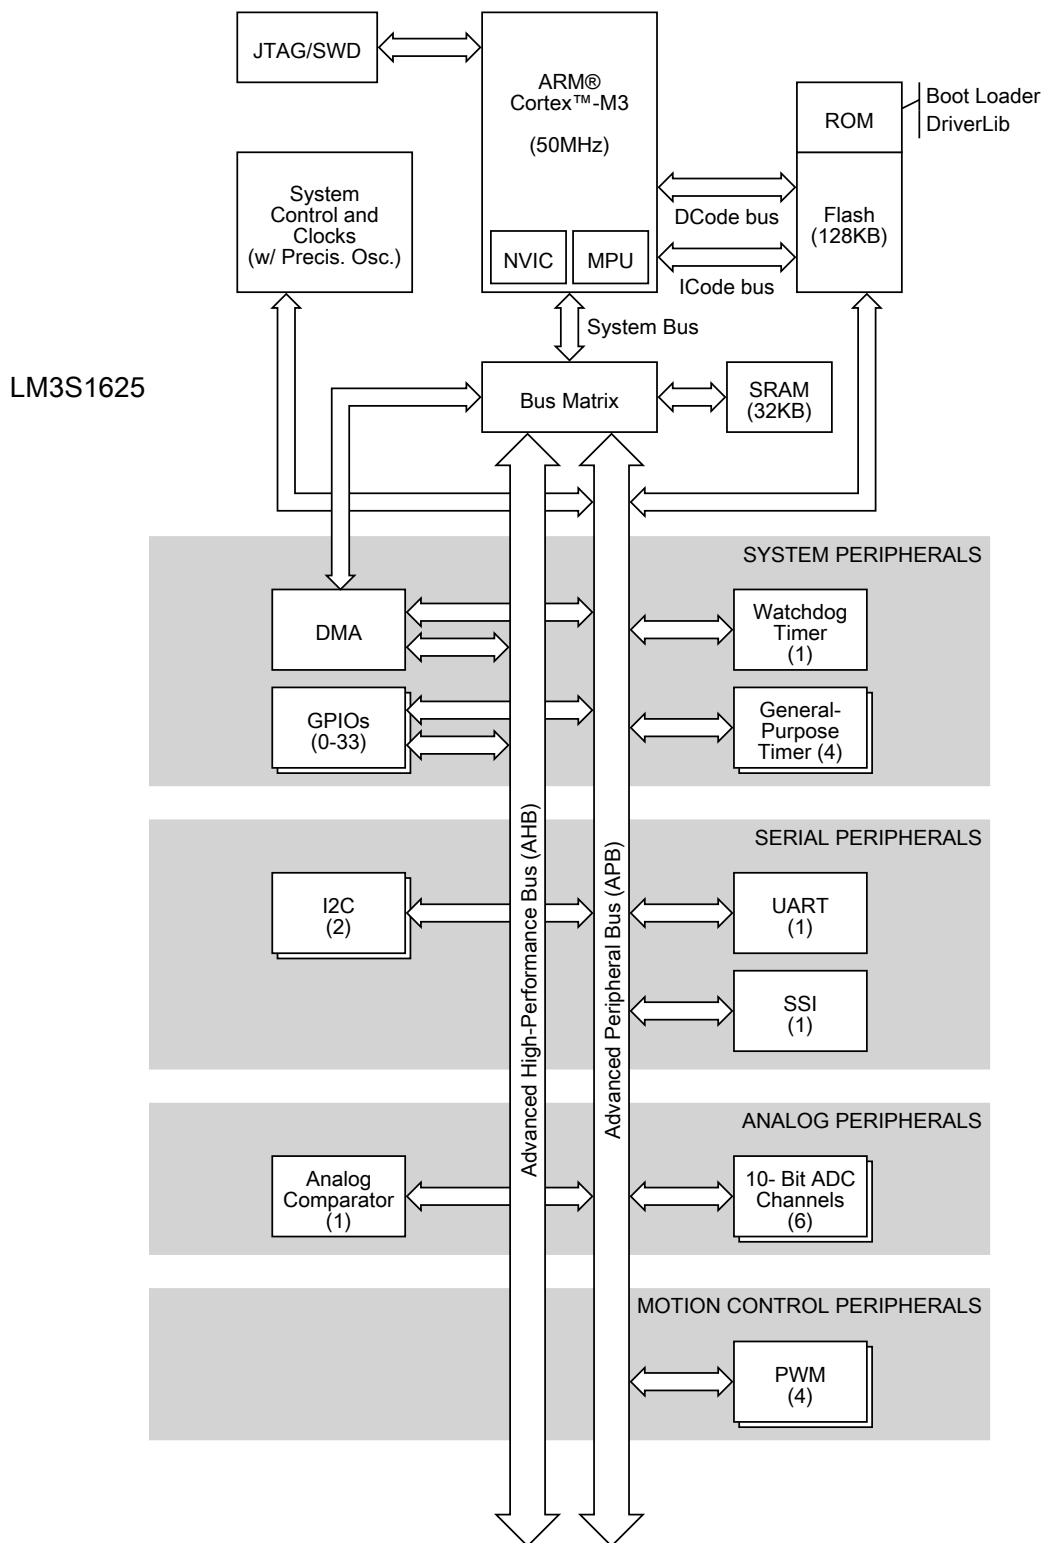 JTAG/SWD
ARM®
Cortex™-M3
(50MHz)
NVIC
MPU
ROM
Boot Loader
DriverLib
Flash
(128KB)
DCode bus
ICode bus
System
Control and
Clocks
(w/ Precis. Osc.)
System Bus
LM3S1625
Bus Matrix
SRAM
(32KB)
SYSTEM PERIPHERALS
DMA
Watchdog
Timer
(1)
GPIOs
(0-33)
General-
Purpose
Timer (4)
Advanced High-Performance Bus (AHB)
Advanced Peripheral Bus (APB)
SERIAL PERIPHERALS
I2C
(2)
UART
(1)
SSI
(1)
ANALOG PERIPHERALS
Analog
Comparator
(1)
10- Bit ADC
Channels
(6)
MOTION CONTROL PERIPHERALS
PWM
(4)